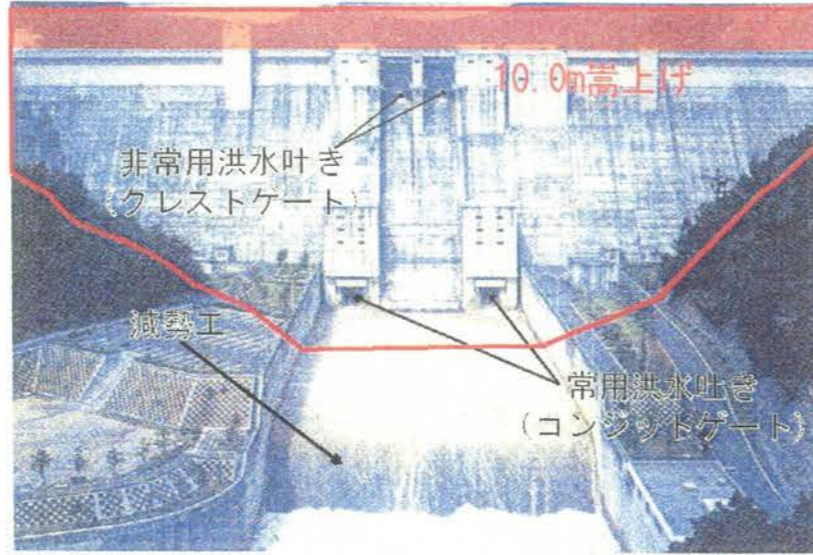 10.0m嵩上げ
非常用洪水吐き
(クレストゲート)
減勢工
常用洪水吐き
(コンジットゲート)